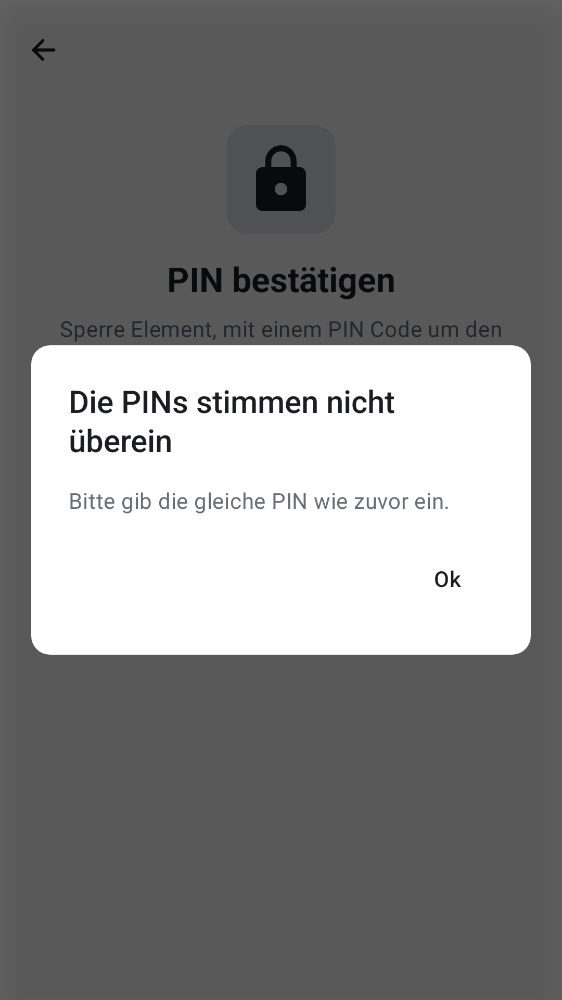 PIN bestätigen
Sperre Element, mit einem PIN Code um den
Die PINs stimmen nicht
überein
Bitte gib die gleiche PIN wie zuvor ein.
Ok